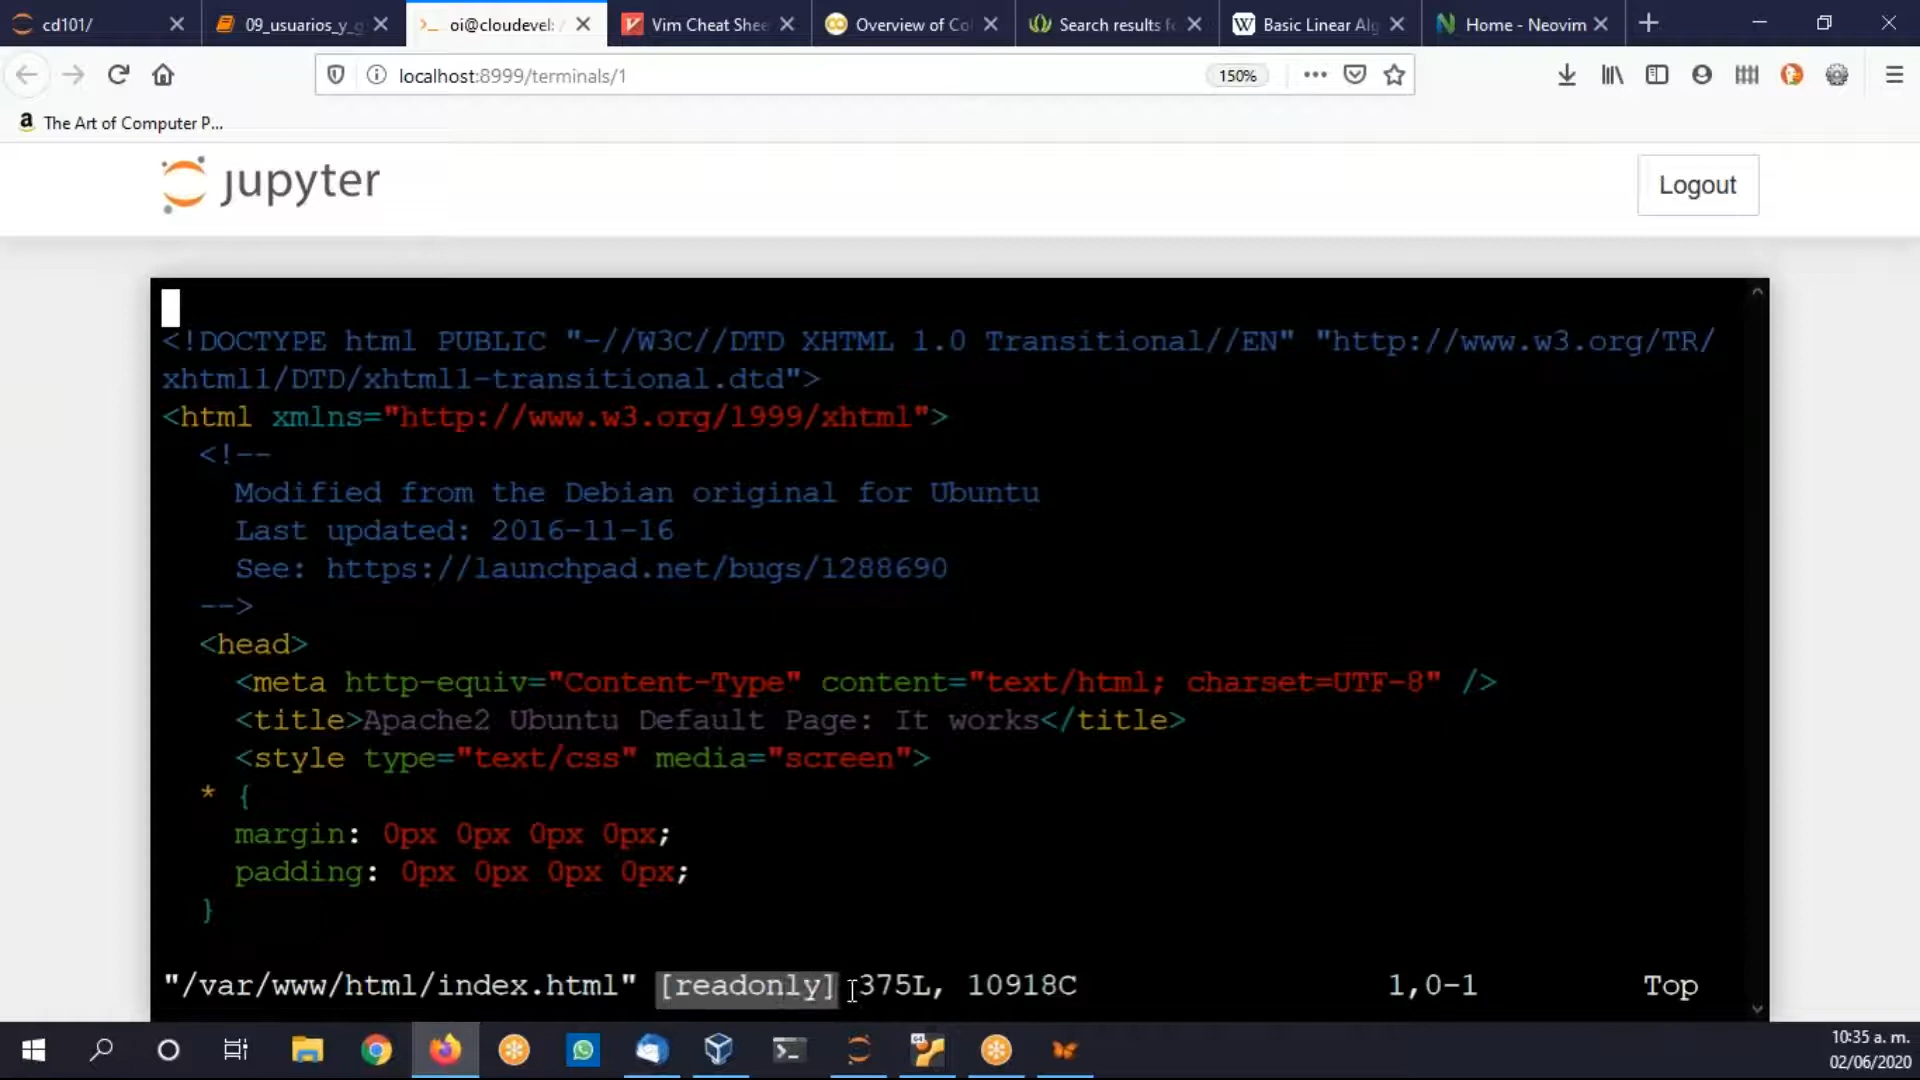 cd101/
09_usuarios_y_g
oi@cloudevel: /
Vim Cheat Shee
Overview of Co
Search results fo
Basic Linear Alg
Home - Neovim
localhost:8999/terminals/1
150%
The Art of Computer P...
jupyter
Logout
<!DOCTYPE html PUBLIC "-//W3C//DTD XHTML 1.0 Transitional//EN" "http://www.w3.org/TR/
xhtml1/DTD/xhtml1-transitional.dtd">
<html xmlns="http://www.w3.org/1999/xhtml">
<!--
Modified from the Debian original for Ubuntu
Last updated: 2016-11-16
See: https://launchpad.net/bugs/1288690
-->
<head>
<meta http-equiv="Content-Type" content="text/html; charset=UTF-8" />
<title>Apache2 Ubuntu Default Page: It works</title>
<style type="text/css" media="screen">
* {
margin: 0px 0px 0px 0px;
padding: 0px 0px 0px 0px;
}
"/var/www/html/index.html" [readonly] 375L, 10918C 1,0-1 Top
10:35 a. m.
02/06/2020